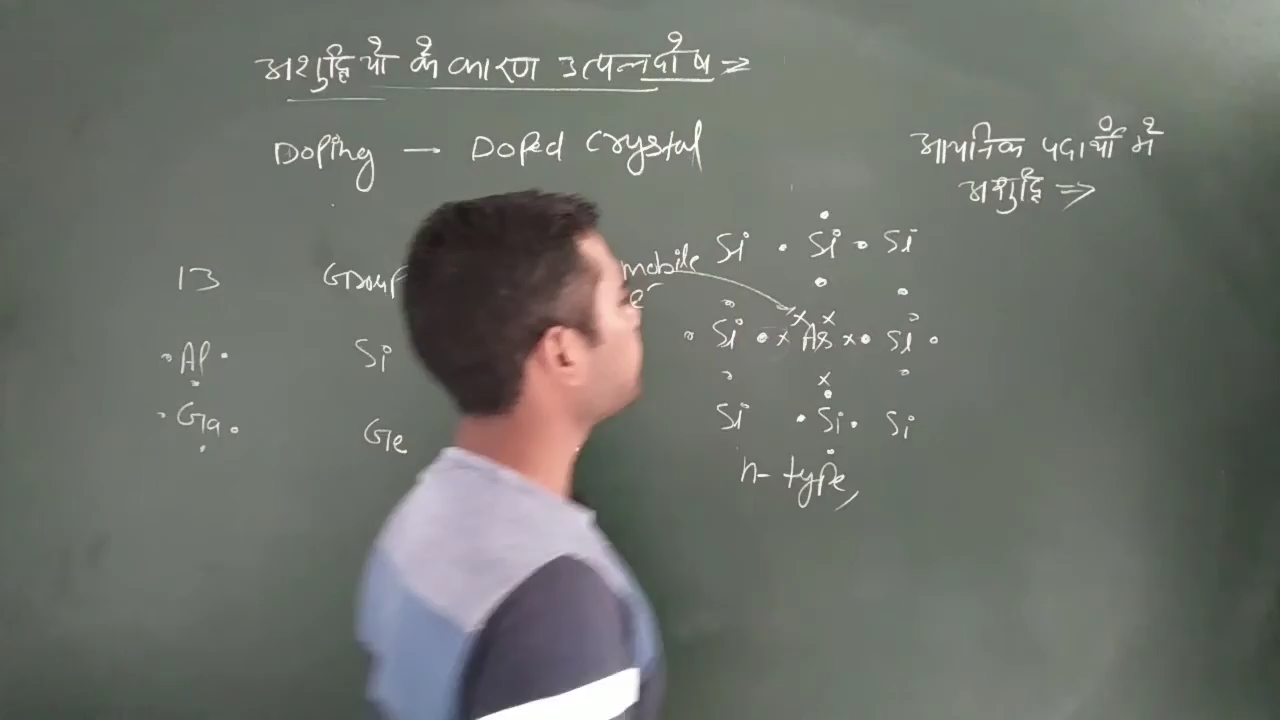 अशुद्धियों के कारण उत्पन्न दोष ⇒
Doping — Doped Crystal
आयनिक पदार्थों में
अशुद्धि ⇒
13 Group
•Al•
Si
•Ga•
Ge
mobile
e⁻
Si • Si • Si
• Si • × As × • Si •
Si • Si • Si
n-type,